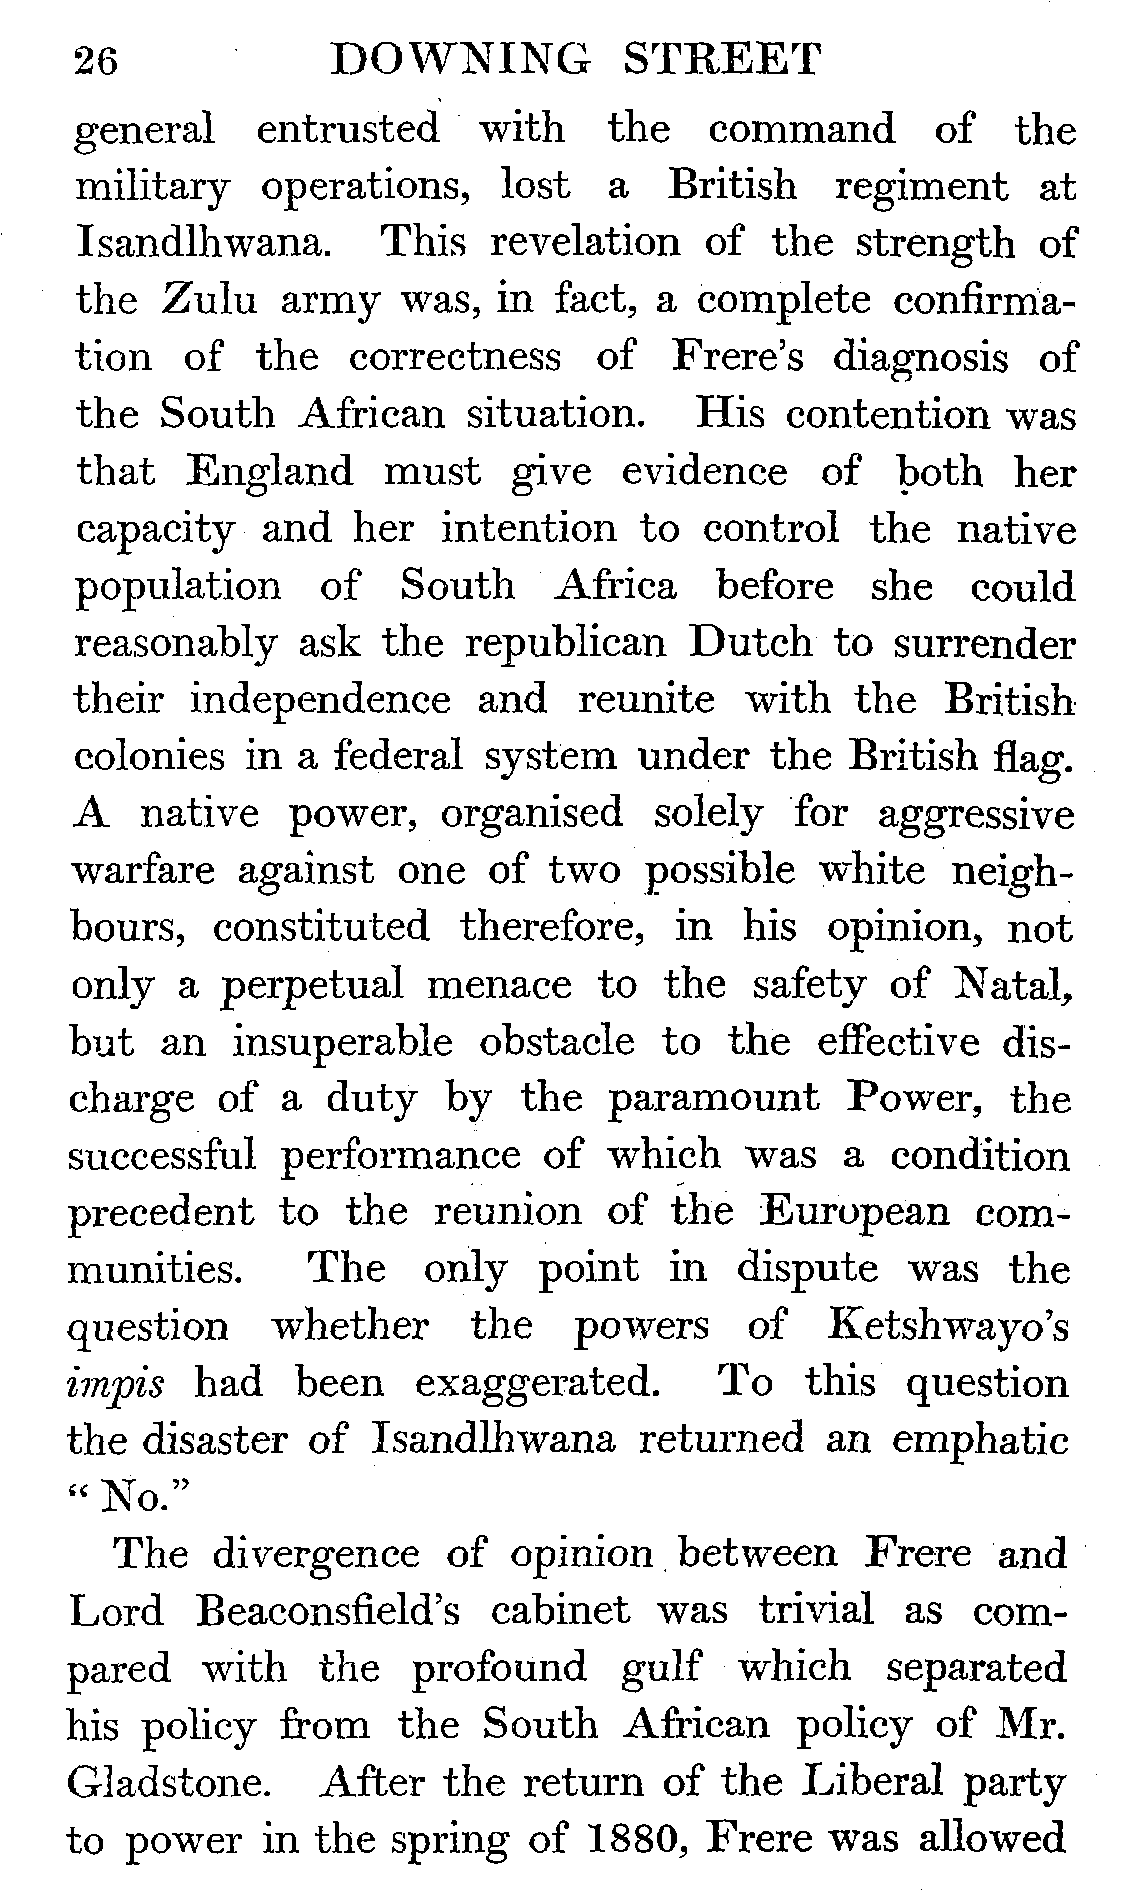 26 DOWNING STREET
general entrusted with the command of the
military operations, lost a British regiment at
Isandlhwana. This revelation of the strength of
the Zulu army was, in fact, a complete confirma-
tion of the correctness of Frere's diagnosis of
the South African situation. His contention was
that England must give evidence of both her
capacity and her intention to control the native
population of South Africa before she could
reasonably ask the republican Dutch to surrender
their independence and reunite with the British
colonies in a federal system under the British flag.
A native power, organised solely for aggressive
warfare against one of two possible white neigh-
bours, constituted therefore, in his opinion, not
only a perpetual menace to the safety of Natal,
but an insuperable obstacle to the effective dis-
charge of a duty by the paramount Power, the
successful performance of which was a condition
precedent to the reunion of the European com-
munities. The only point in dispute was the
question whether the powers of Ketshwayo's
impis had been exaggerated. To this question
the disaster of Isandlhwana returned an emphatic
“ No.”
The divergence of opinion between Frere and
Lord Beaconsfield's cabinet was trivial as com-
pared with the profound gulf which separated
his policy from the South African policy of Mr.
Gladstone. After the return of the Liberal party
to power in the spring of 1880, Frere was allowed